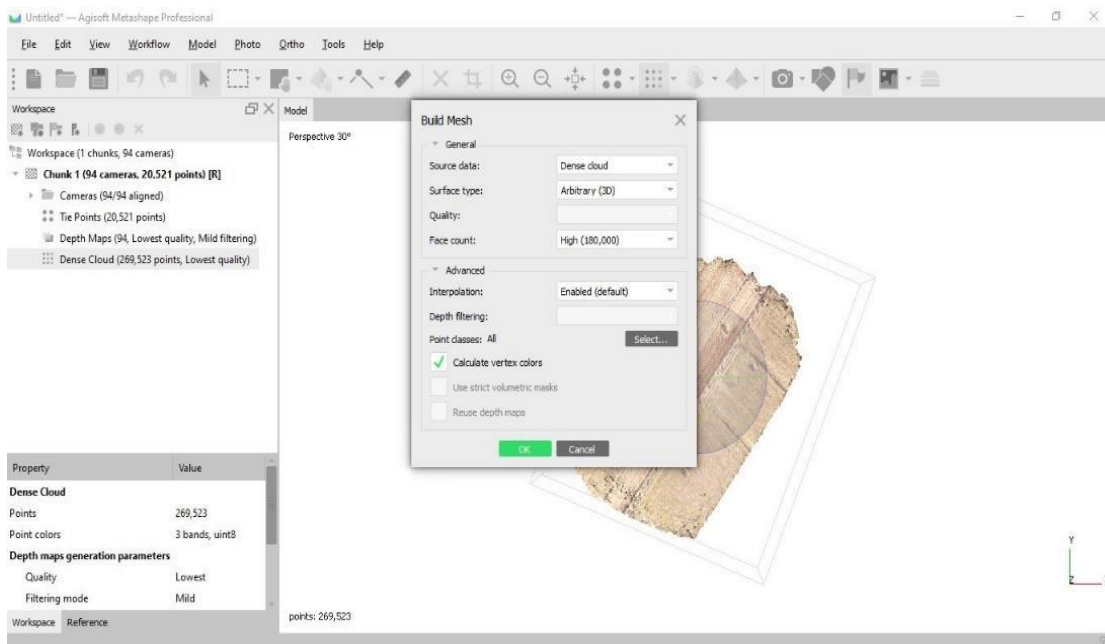 Untitled* — Agisoft Metashape Professional
File Edit View Workflow Model Photo Ortho Tools Help
Workspace
Model
Workspace (1 chunks, 94 cameras)
Chunk 1 (94 cameras, 20,521 points) [R]
Cameras (94/94 aligned)
Tie Points (20,521 points)
Depth Maps (94, Lowest quality, Mild filtering)
Dense Cloud (269,523 points, Lowest quality)
Property Value
Dense Cloud
Points 269,523
Point colors 3 bands, uint8
Depth maps generation parameters
Quality Lowest
Filtering mode Mild
Workspace Reference
Perspective 30°
Build Mesh
General
Source data: Dense cloud
Surface type: Arbitrary (3D)
Quality:
Face count: High (180,000)
Advanced
Interpolation: Enabled (default)
Depth filtering:
Point classes: All Select...
Calculate vertex colors
Use strict volumetric masks
Reuse depth maps
OK Cancel
points: 269,523
Y
Z